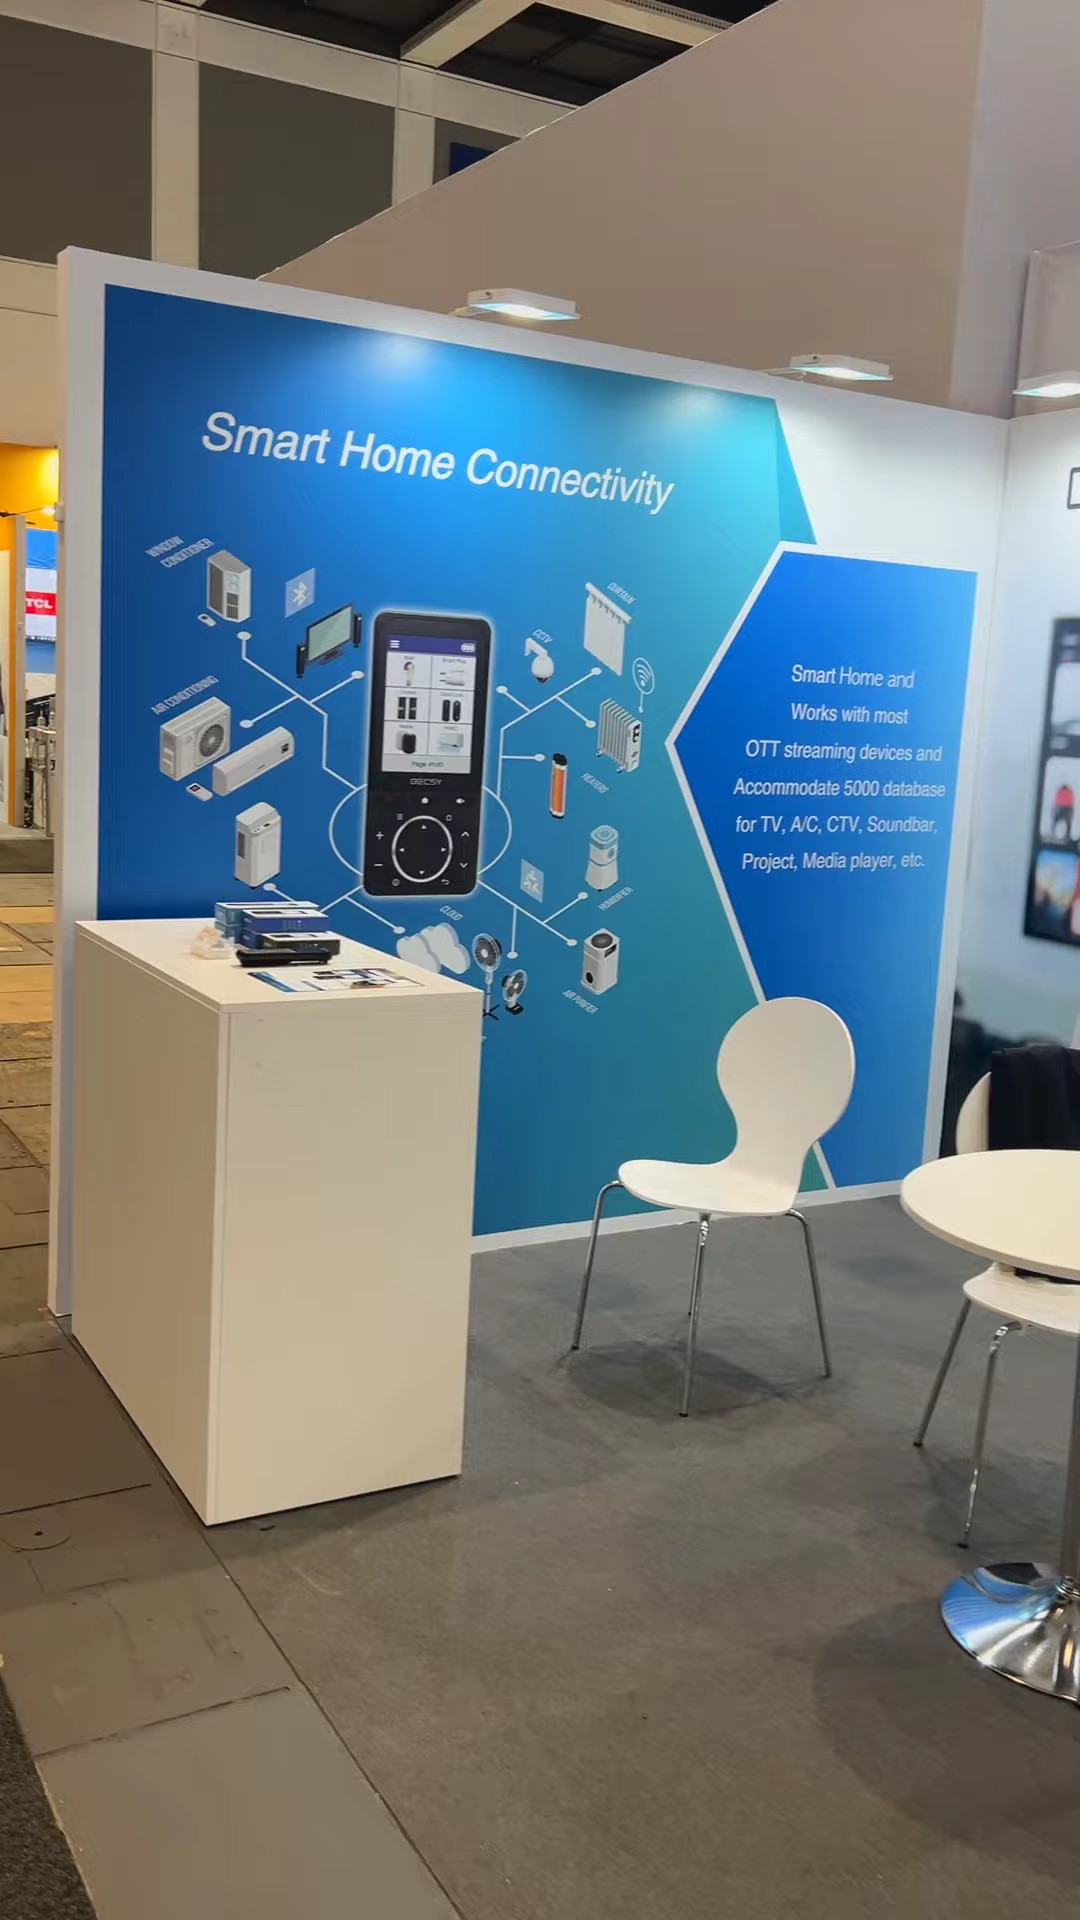 Smart Home Connectivity
WINDOW
CONDITIONER
CURTAIN
CCTV
AIR CONDITIONING
BECSY
HEATERS
HUMIDIFIER
CLOUD
AIR PURIFIER
TCL
Smart Home and
Works with most
OTT streaming devices and
Accommodate 5000 database
for TV, A/C, CTV, Soundbar,
Project, Media player, etc.